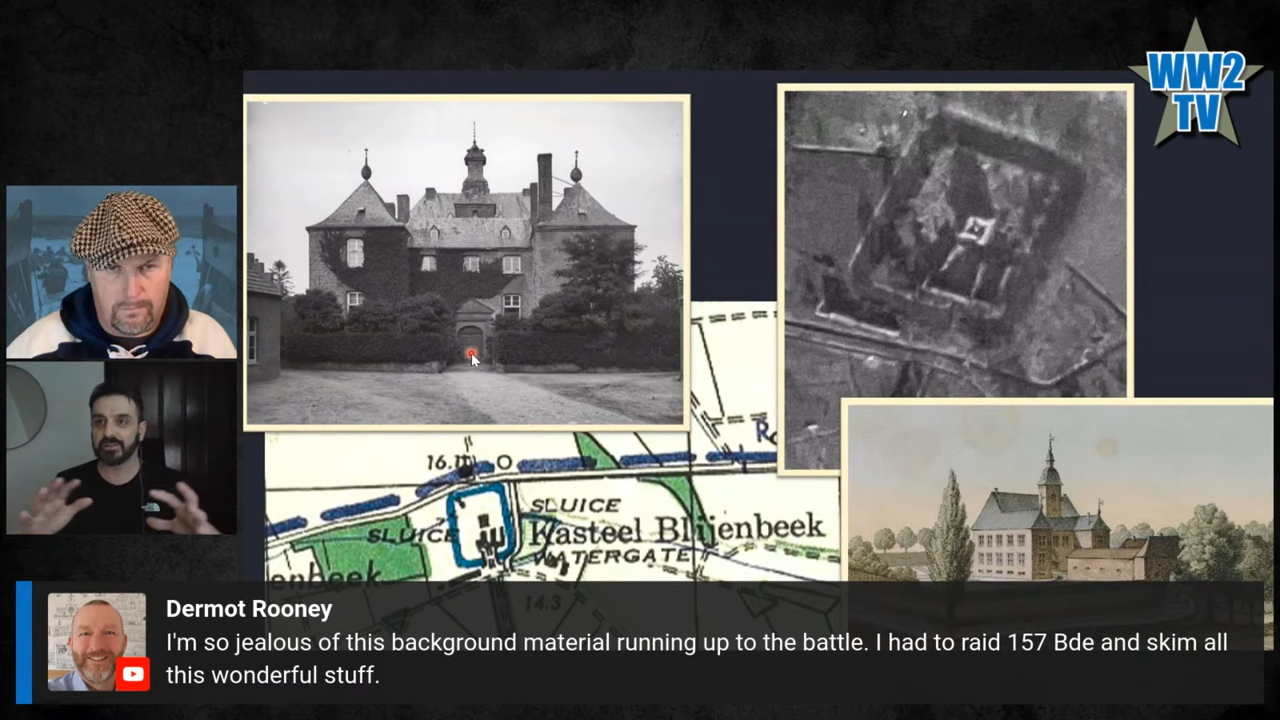 WW2
TV
R
16.
SLUICE
SLUICE
Kasteel Blijenbeek
WATERGATE
enbeek
14.3
Dermot Rooney
I'm so jealous of this background material running up to the battle. I had to raid 157 Bde and skim all
this wonderful stuff.